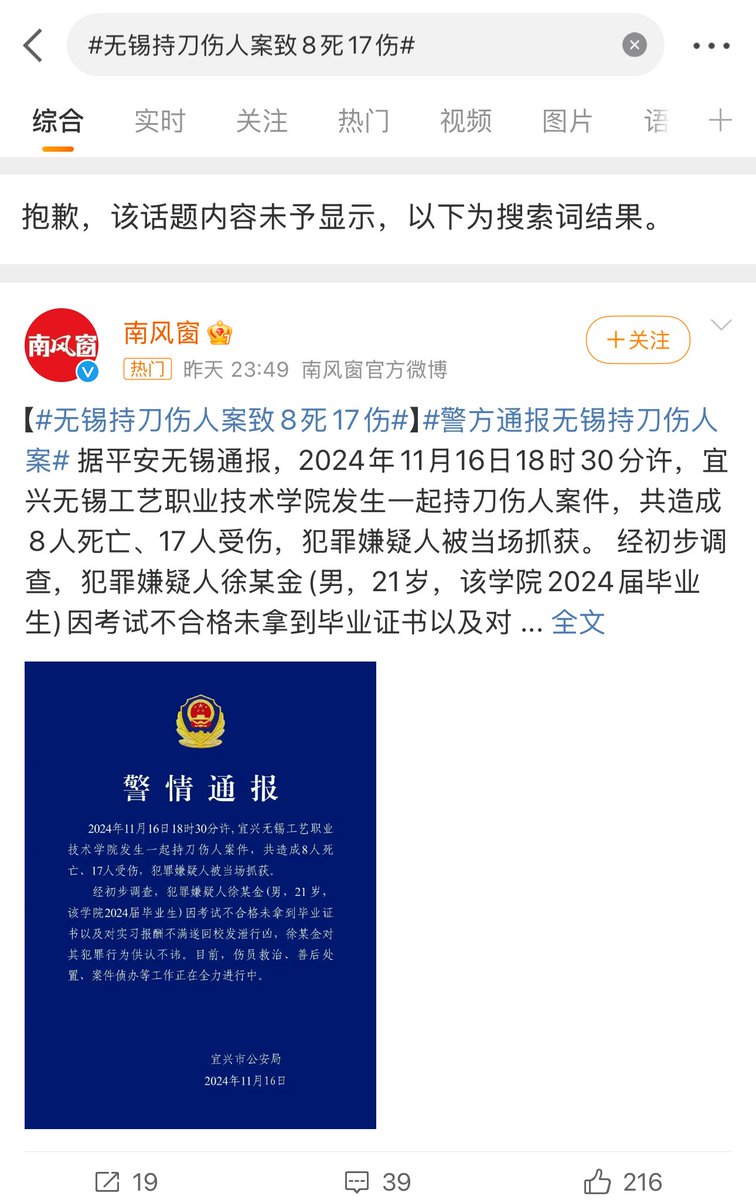 #无锡持刀伤人案致8死17伤#
综合 实时 关注 热门 视频 图片 语
抱歉，该话题内容未予显示，以下为搜索词结果。
南风窗
南风窗
+关注
热门 昨天 23:49 南风窗官方微博
【#无锡持刀伤人案致8死17伤#】#警方通报无锡持刀伤人
案# 据平安无锡通报，2024年11月16日18时30分许，宜
兴无锡工艺职业技术学院发生一起持刀伤人案件，共造成
8人死亡、17人受伤，犯罪嫌疑人被当场抓获。 经初步调
查，犯罪嫌疑人徐某金(男，21岁，该学院2024届毕业
生)因考试不合格未拿到毕业证书以及对 ... 全文
警情通报
2024年11月16日18时30分许，宜兴无锡工艺职业
技术学院发生一起持刀伤人案件，共造成8人死
亡、17人受伤，犯罪嫌疑人被当场抓获。
经初步调查，犯罪嫌疑人徐某金(男，21岁，
该学院2024届毕业生)因考试不合格未拿到毕业证
书以及对实习报酬不满遂回校发泄行凶，徐某金对
其犯罪行为供认不讳。目前，伤员救治、善后处
置、案件侦办等工作正在全力进行中。
宜兴市公安局
2024年11月16日
19 39 216